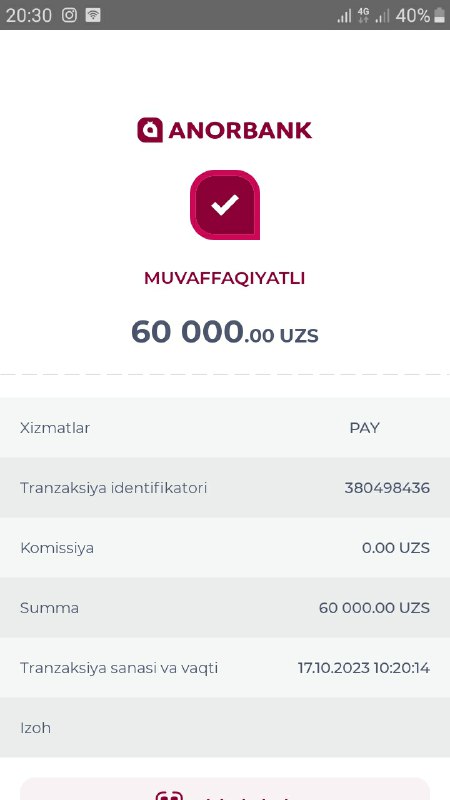 20:30 4G 40%
ANORBANK
MUVAFFAQIYATLI
60 000.00 UZS
Xizmatlar PAY
Tranzaksiya identifikatori 380498436
Komissiya 0.00 UZS
Summa 60 000.00 UZS
Tranzaksiya sanasi va vaqti 17.10.2023 10:20:14
Izoh